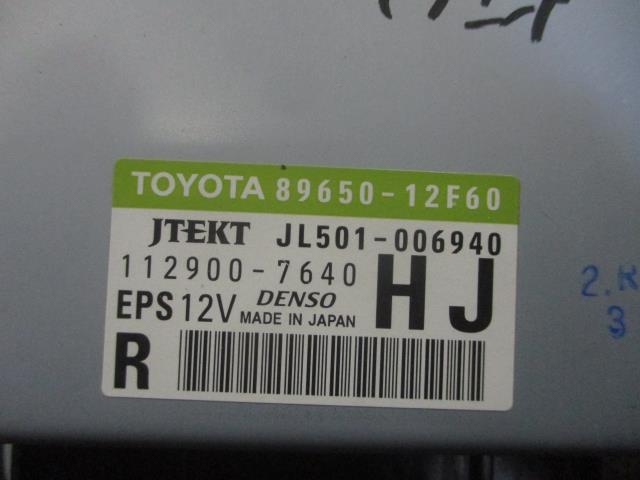 TOYOTA 89650-12F60
JTEKT JL501-006940
112900-7640 HJ
EPS 12V DENSO
MADE IN JAPAN
R
2.R
3